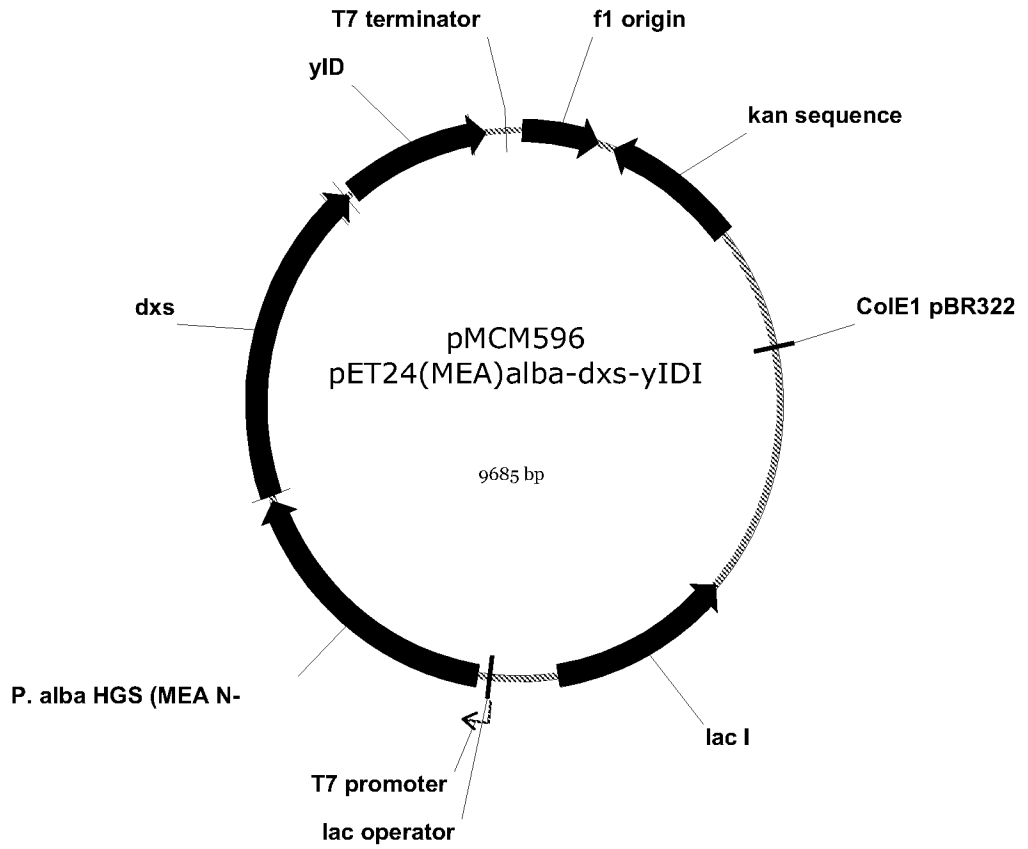 T7 terminator
f1 origin
yID
kan sequence
dxs
ColE1 pBR322
pMCM596
pET24(MEA)alba-dxs-yIDI
9685 bp
P. alba HGS (MEA N-
lac I
T7 promoter
lac operator